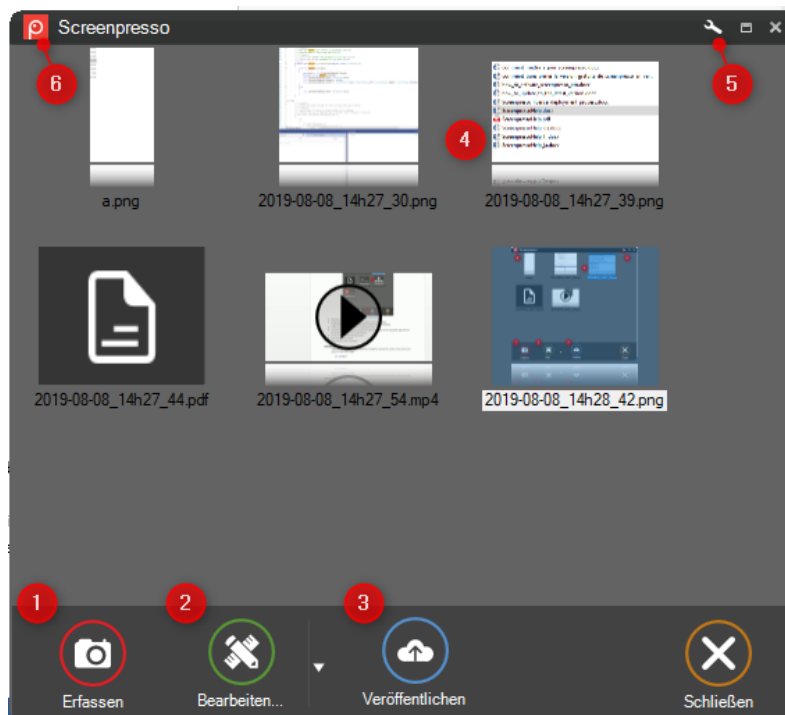 Screenpresso
6
5
4
a.png
2019-08-08_14h27_30.png
2019-08-08_14h27_39.png
2019-08-08_14h27_44.pdf
2019-08-08_14h27_54.mp4
2019-08-08_14h28_42.png
1
2
3
Erfassen
Bearbeiten...
Veröffentlichen
Schließen